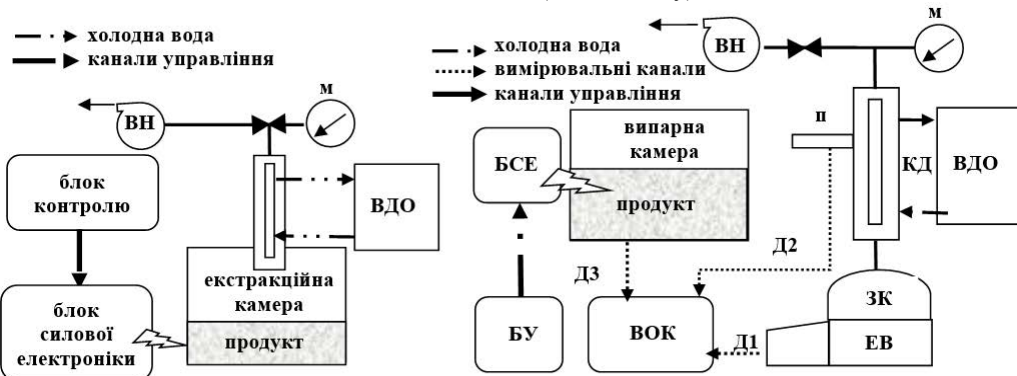 холодна вода
канали управління
ВН
м
блок
контролю
ВДО
блок
силової
електроніки
екстракційна
камера
продукт
холодна вода
вимірювальні канали
канали управління
ВН
м
БСЕ
випарна
камера
продукт
п
КД
ВДО
Д2
Д3
БУ
ВОК
Д1
ЗК
ЕВ